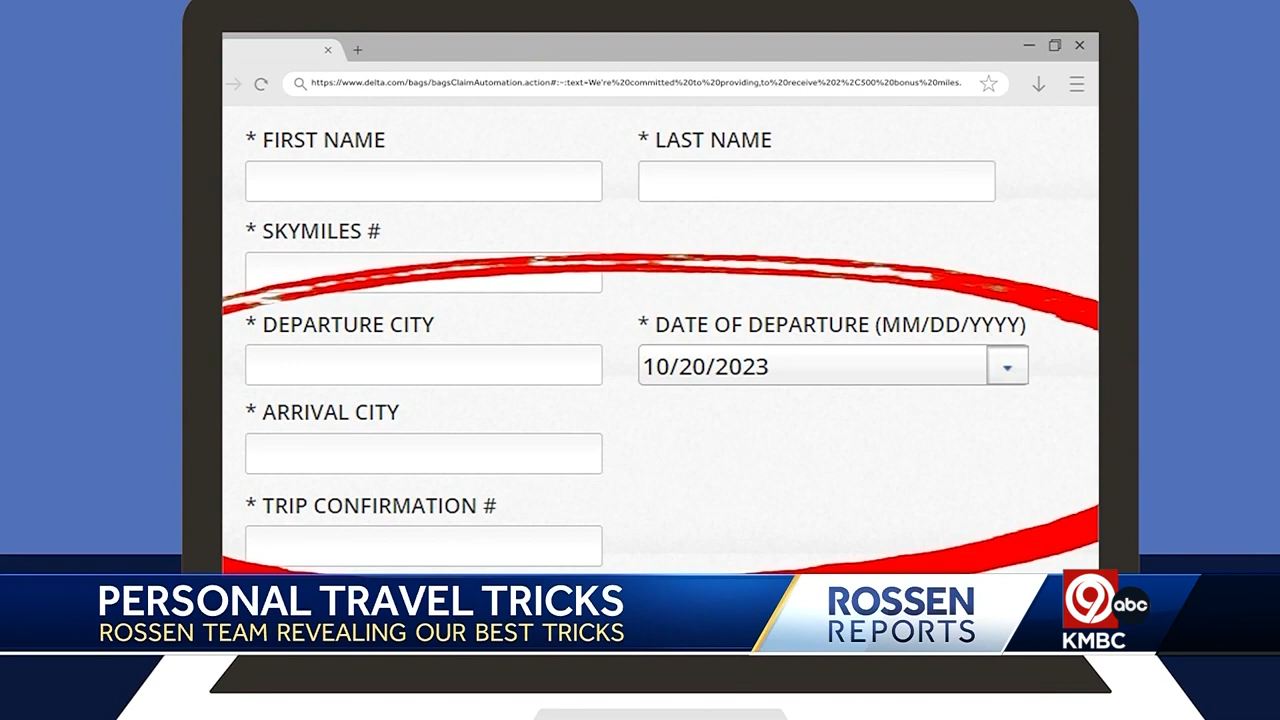 https://www.delta.com/bags/bagsClaimAutomation.action#:~:text=We're%20committed%20to%20providing,to%20receive%202%2C500%20bonus%20miles.
* FIRST NAME
* LAST NAME
* SKYMILES #
* DEPARTURE CITY
* DATE OF DEPARTURE (MM/DD/YYYY)
10/20/2023
* ARRIVAL CITY
* TRIP CONFIRMATION #
PERSONAL TRAVEL TRICKS
ROSSEN TEAM REVEALING OUR BEST TRICKS
ROSSEN
REPORTS
9
abc
KMBC